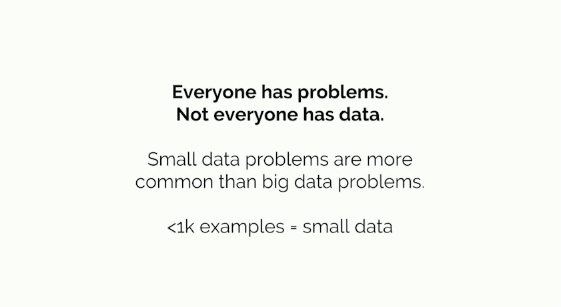 Everyone has problems.
Not everyone has data.
Small data problems are more
common than big data problems.
<1k examples = small data